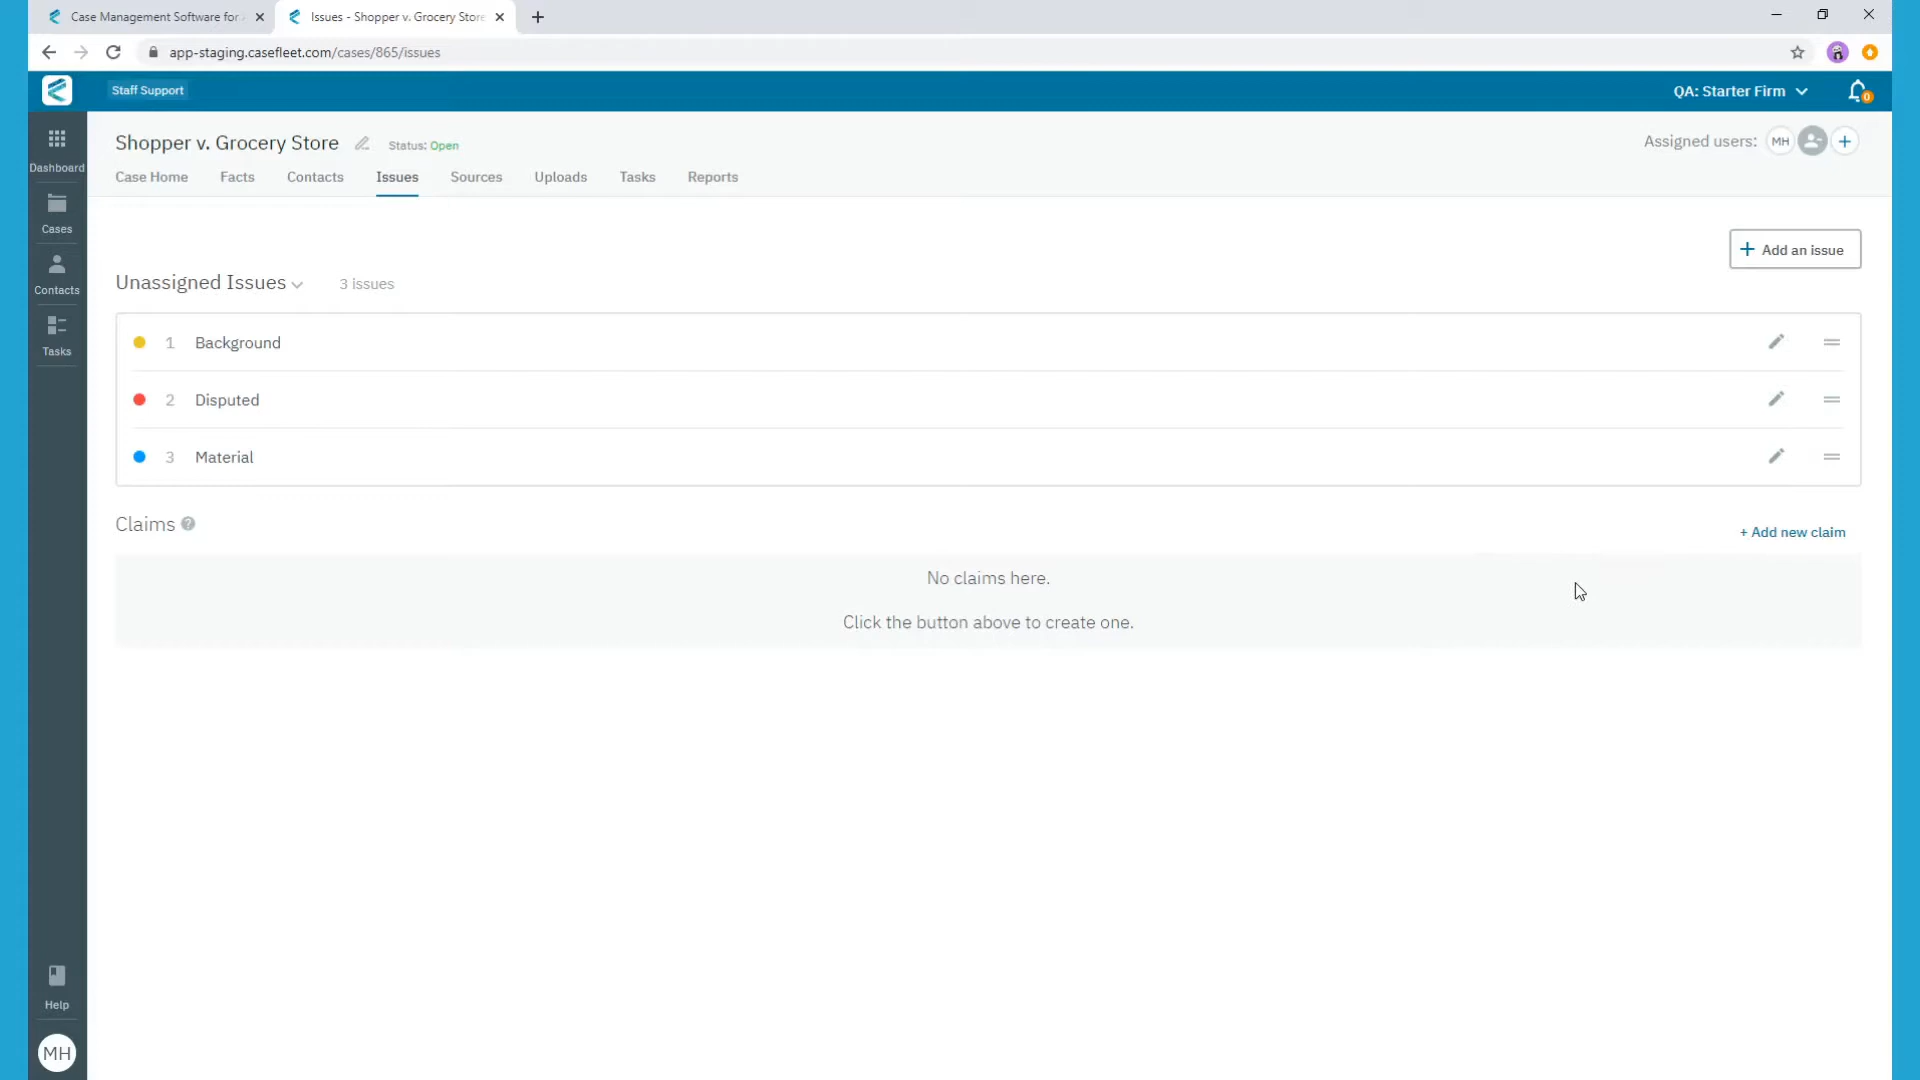 Case Management Software for
Issues - Shopper v. Grocery Store
app-staging.casefleet.com/cases/865/issues
Staff Support
QA: Starter Firm
0
Dashboard
Cases
Contacts
Tasks
Help
MH
Shopper v. Grocery Store
Status: Open
Assigned users:
MH
Case Home
Facts
Contacts
Issues
Sources
Uploads
Tasks
Reports
+ Add an issue
Unassigned Issues
3 issues
1 Background
2 Disputed
3 Material
Claims ?
+ Add new claim
No claims here.
Click the button above to create one.